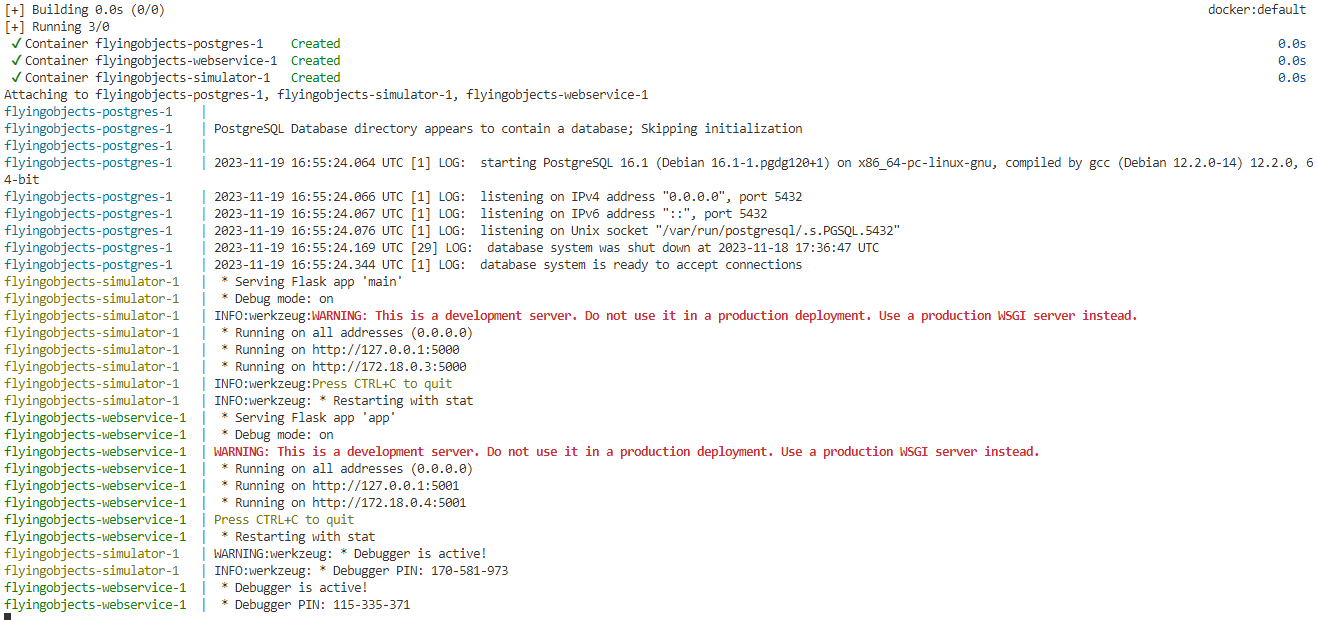 [+] Building 0.0s (0/0) docker:default
[+] Running 3/0
✓ Container flyingobjects-postgres-1 Created 0.0s
✓ Container flyingobjects-webservice-1 Created 0.0s
✓ Container flyingobjects-simulator-1 Created 0.0s
Attaching to flyingobjects-postgres-1, flyingobjects-simulator-1, flyingobjects-webservice-1
flyingobjects-postgres-1 |
flyingobjects-postgres-1 | PostgreSQL Database directory appears to contain a database; Skipping initialization
flyingobjects-postgres-1 |
flyingobjects-postgres-1 | 2023-11-19 16:55:24.064 UTC [1] LOG: starting PostgreSQL 16.1 (Debian 16.1-1.pgdg120+1) on x86_64-pc-linux-gnu, compiled by gcc (Debian 12.2.0-14) 12.2.0, 6
4-bit
flyingobjects-postgres-1 | 2023-11-19 16:55:24.066 UTC [1] LOG: listening on IPv4 address "0.0.0.0", port 5432
flyingobjects-postgres-1 | 2023-11-19 16:55:24.067 UTC [1] LOG: listening on IPv6 address "::", port 5432
flyingobjects-postgres-1 | 2023-11-19 16:55:24.076 UTC [1] LOG: listening on Unix socket "/var/run/postgresql/.s.PGSQL.5432"
flyingobjects-postgres-1 | 2023-11-19 16:55:24.169 UTC [29] LOG: database system was shut down at 2023-11-18 17:36:47 UTC
flyingobjects-postgres-1 | 2023-11-19 16:55:24.344 UTC [1] LOG: database system is ready to accept connections
flyingobjects-simulator-1 | * Serving Flask app 'main'
flyingobjects-simulator-1 | * Debug mode: on
flyingobjects-simulator-1 | INFO:werkzeug:WARNING: This is a development server. Do not use it in a production deployment. Use a production WSGI server instead.
flyingobjects-simulator-1 | * Running on all addresses (0.0.0.0)
flyingobjects-simulator-1 | * Running on http://127.0.0.1:5000
flyingobjects-simulator-1 | * Running on http://172.18.0.3:5000
flyingobjects-simulator-1 | INFO:werkzeug:Press CTRL+C to quit
flyingobjects-simulator-1 | INFO:werkzeug: * Restarting with stat
flyingobjects-webservice-1 | * Serving Flask app 'app'
flyingobjects-webservice-1 | * Debug mode: on
flyingobjects-webservice-1 | WARNING: This is a development server. Do not use it in a production deployment. Use a production WSGI server instead.
flyingobjects-webservice-1 | * Running on all addresses (0.0.0.0)
flyingobjects-webservice-1 | * Running on http://127.0.0.1:5001
flyingobjects-webservice-1 | * Running on http://172.18.0.4:5001
flyingobjects-webservice-1 | Press CTRL+C to quit
flyingobjects-webservice-1 | * Restarting with stat
flyingobjects-simulator-1 | WARNING:werkzeug: * Debugger is active!
flyingobjects-simulator-1 | INFO:werkzeug: * Debugger PIN: 170-581-973
flyingobjects-webservice-1 | * Debugger is active!
flyingobjects-webservice-1 | * Debugger PIN: 115-335-371